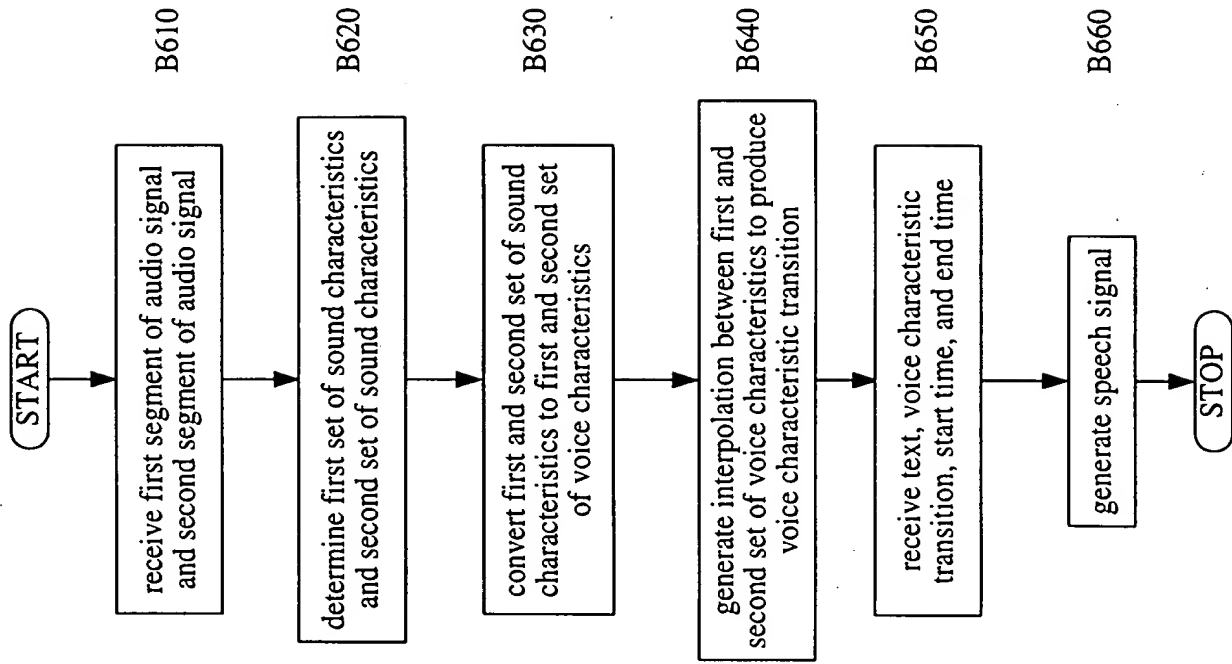 START
receive first segment of audio signal
and second segment of audio signal
B610
determine first set of sound characteristics
and second set of sound characteristics
B620
convert first and second set of sound
characteristics to first and second set
of voice characteristics
B630
generate interpolation between first and
second set of voice characteristics to produce
voice characteristic transition
B640
receive text, voice characteristic
transition, start time, and end time
B650
generate speech signal
B660
STOP